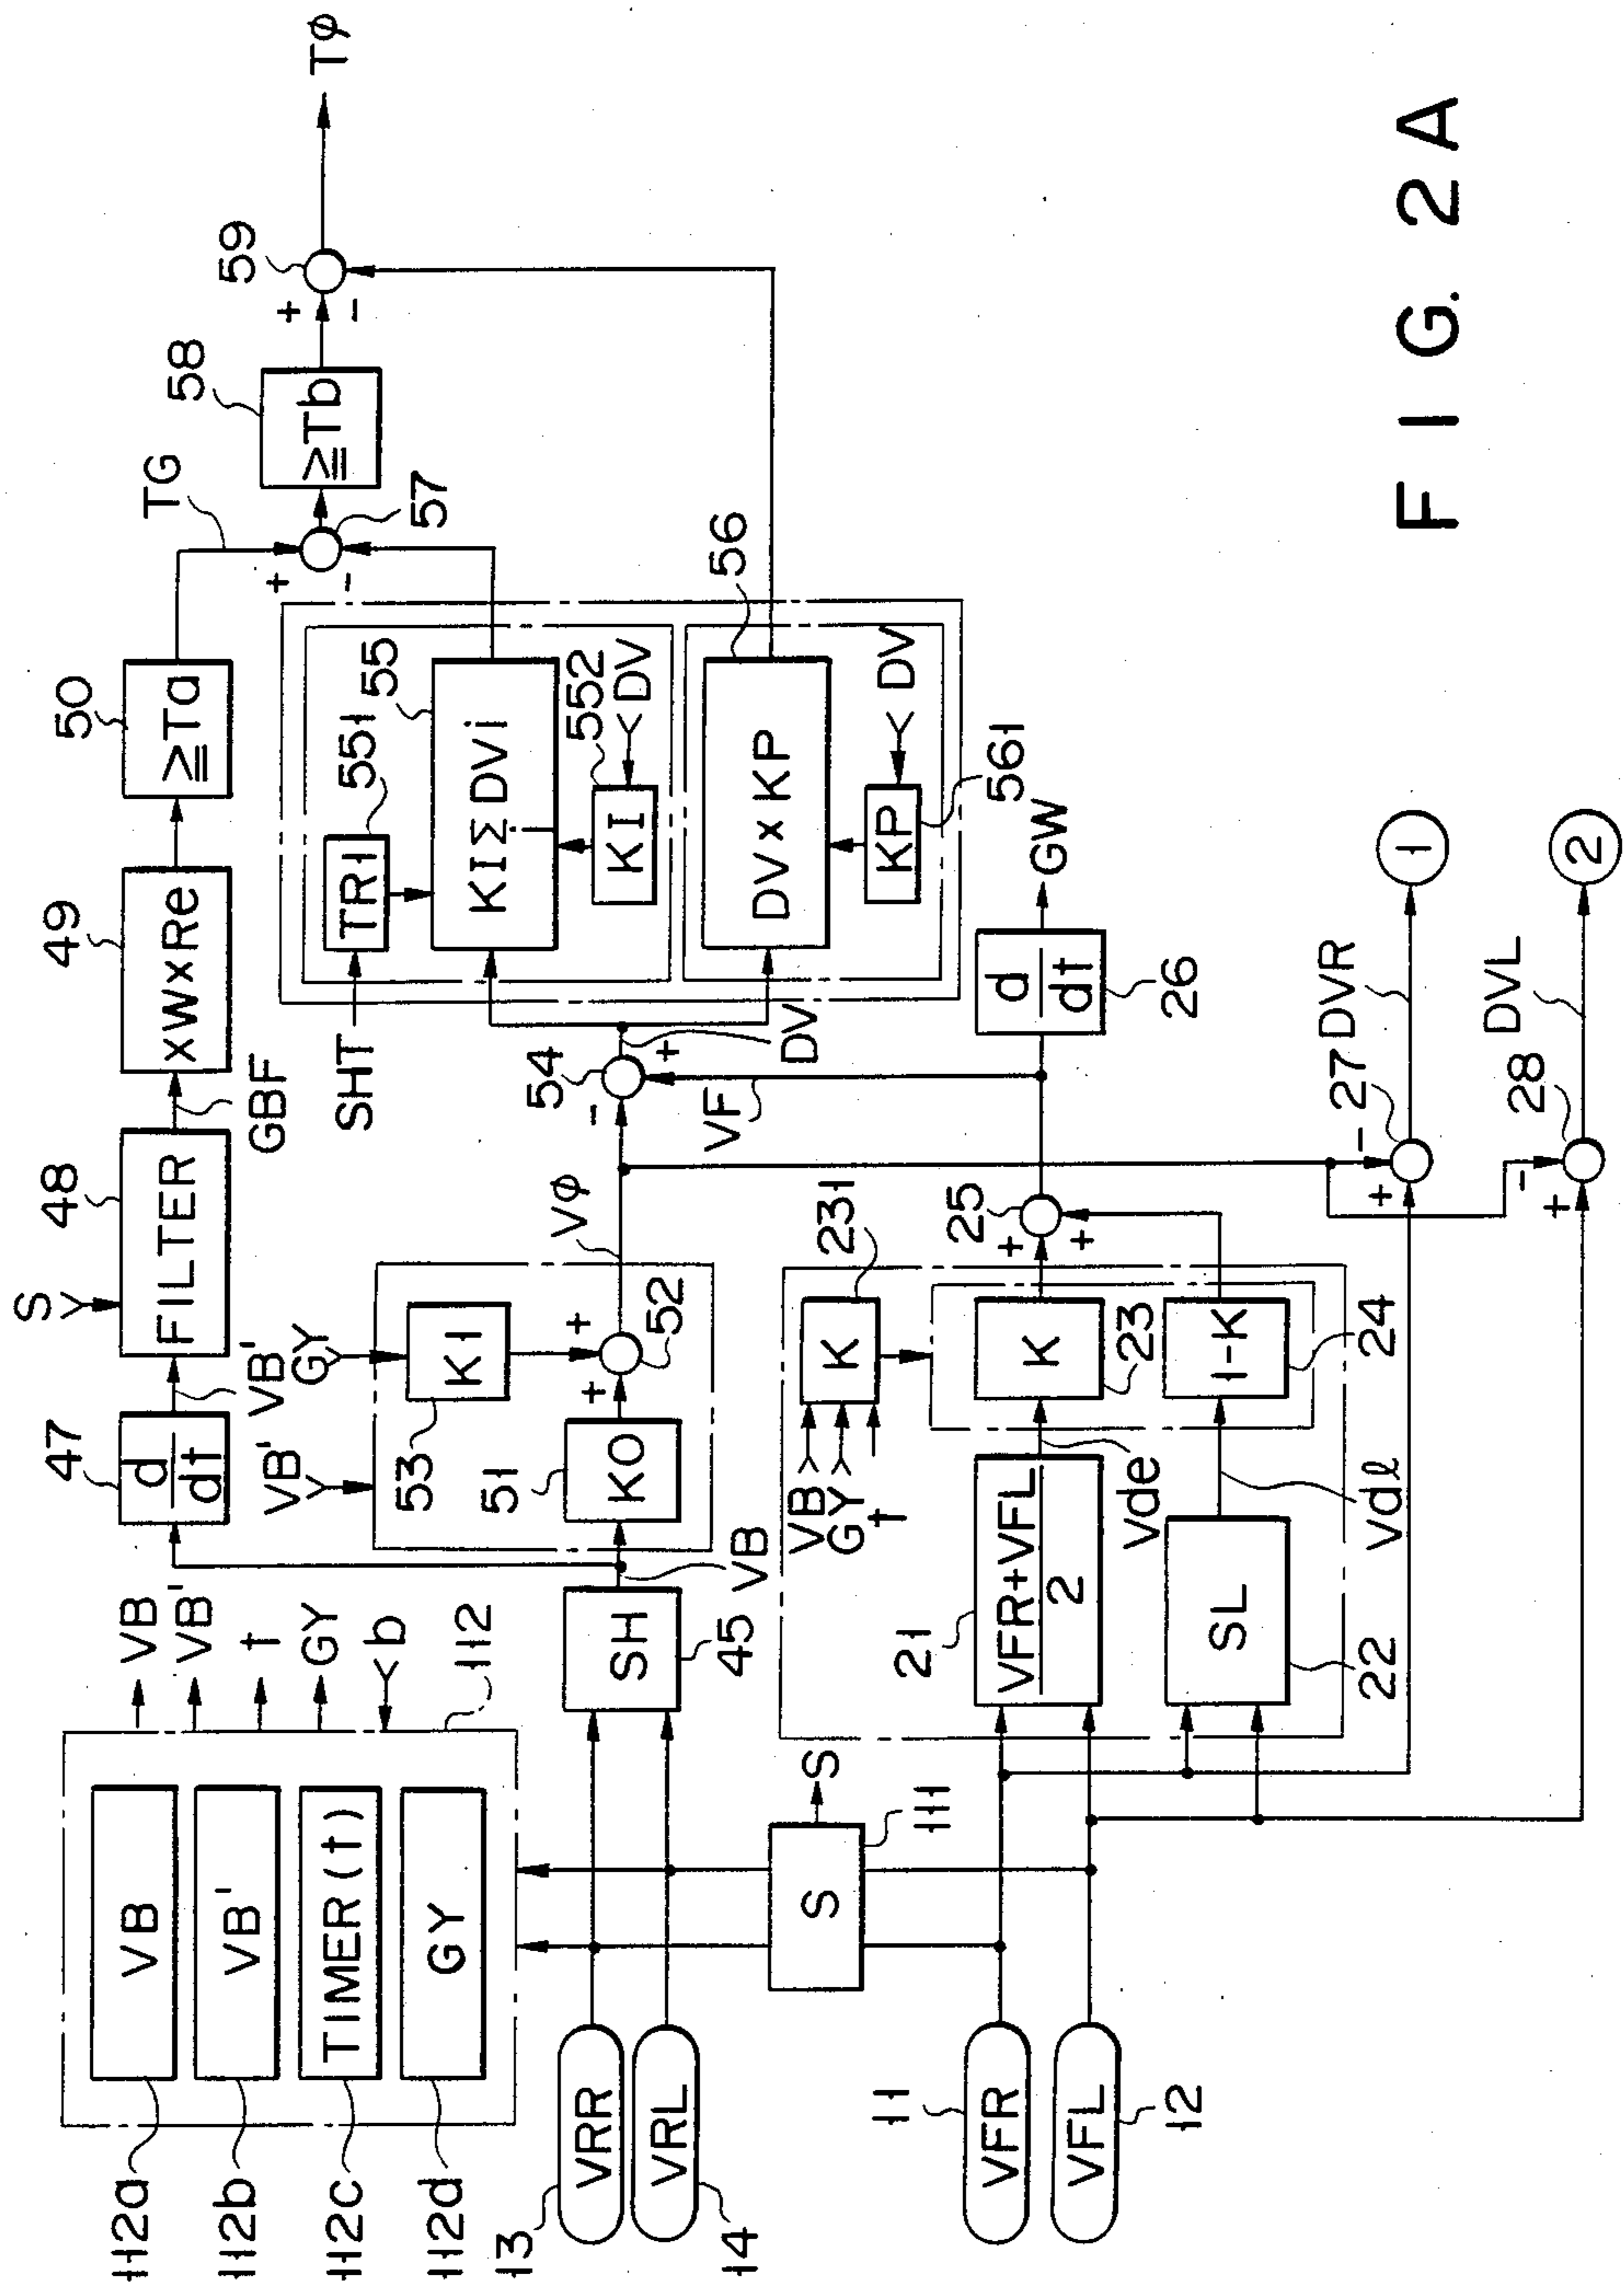 112a
VB
112b
VB'
112c
TIMER(t)
112d
GY
VB
VB'
t
GY
b
112
47
d
dt
VB'
S
48
FILTER
GBF
49
×W×Re
50
≧Ta
TG
+
-
57
58
≧Tb
+
-
59
Tφ
13
VRR
14
VRL
SH
45
VB
VB'
GY
53
K1
51
KO
+
+
52
Vφ
-
54
+
DV
VF
SHT
TR1
551
55
KIΣDVi
KI
552
DV
56
DV×KP
KP
561
DV
S
111
S
11
VFR
VFL
12
21
VFR+VFL
2
SL
22
Vde
Vdℓ
VB
GY
t
K
231
K
23
1-K
24
25
+
+
d
dt
26
GW
-
+
27
DVR
1
-
+
28
DVL
2
FIG. 2A